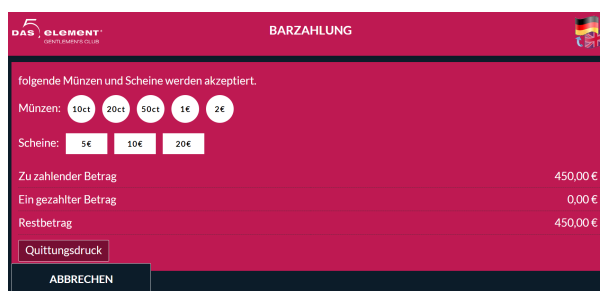 DAS 5. ELEMENT
GENTLEMEN'S CLUB
BARZAHLUNG
folgende Münzen und Scheine werden akzeptiert.
Münzen: 10ct 20ct 50ct 1€ 2€
Scheine: 5€ 10€ 20€
Zu zahlender Betrag 450,00 €
Ein gezahlter Betrag 0,00 €
Restbetrag 450,00 €
Quittungsdruck
ABBRECHEN